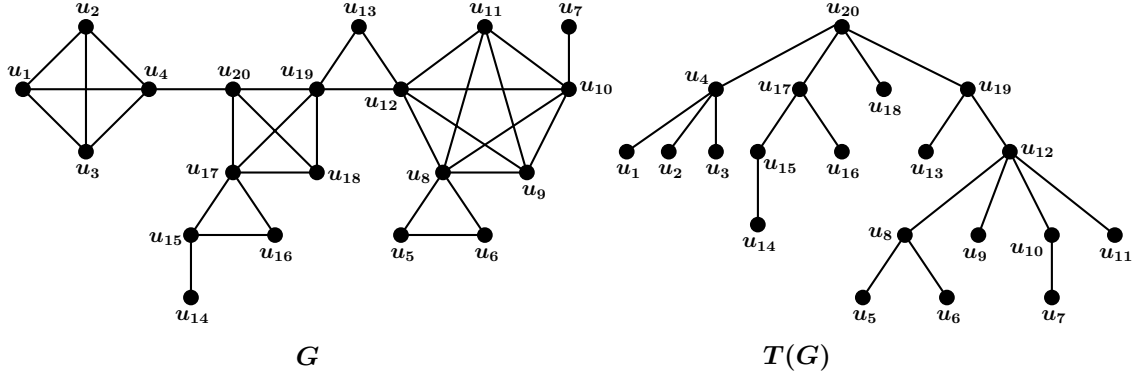 u₂ u₁₃ u₁₁ u₇ u₂₀
u₁ u₄ u₂₀ u₁₉ u₁₂ u₁₀ u₄ u₁₇ u₁₈ u₁₉
u₃ u₁₇ u₁₈ u₈ u₉ u₁ u₂ u₃ u₁₅ u₁₆ u₁₃ u₁₂
u₁₅ u₁₆ u₅ u₆ u₁₄ u₈ u₉ u₁₀ u₁₁
u₁₄ u₅ u₆ u₇
G T(G)